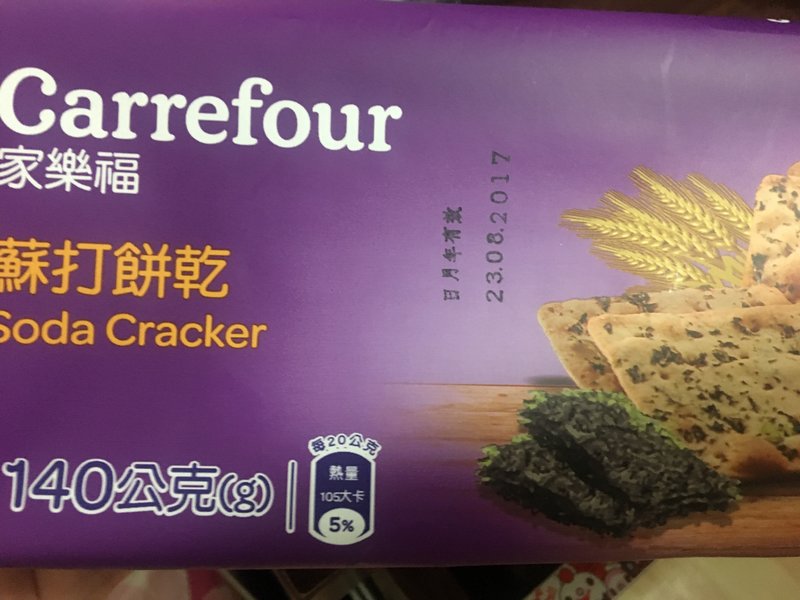 Carrefour
家樂福
蘇打餅乾
Soda Cracker
日月年有效
23.08.2017
140公克(g)
每20公克
熱量
105大卡
5%